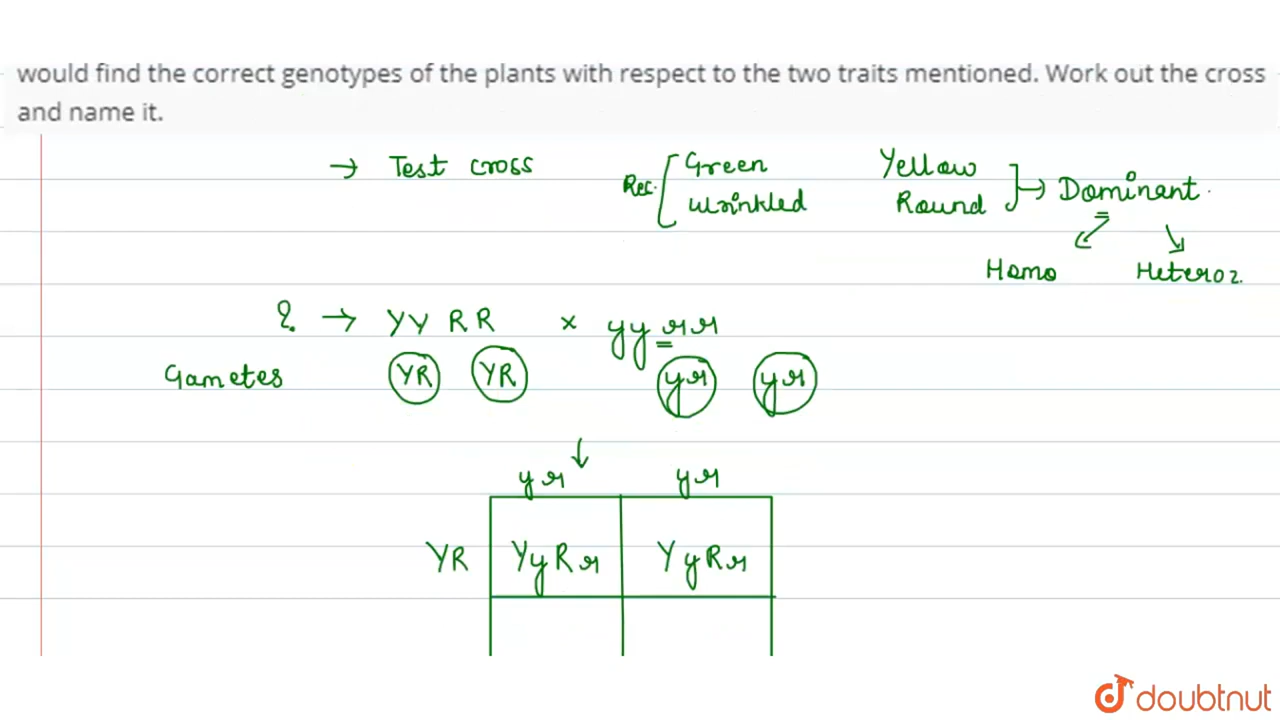 would find the correct genotypes of the plants with respect to the two traits mentioned. Work out the cross
and name it.
→ Test cross
Rec. Green Yellow
Wrinkled Round → Dominant
Homo Heteroz.
? → YY RR × yy rr
Gametes YR YR yr yr
yr yr
YR YyRr YyRr
doubtnut